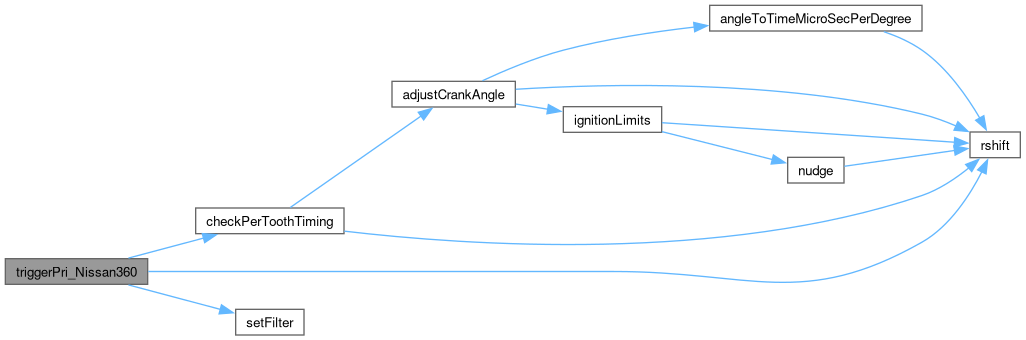 angleToTimeMicroSecPerDegree
adjustCrankAngle
ignitionLimits
rshift
nudge
checkPerToothTiming
triggerPri_Nissan360
setFilter